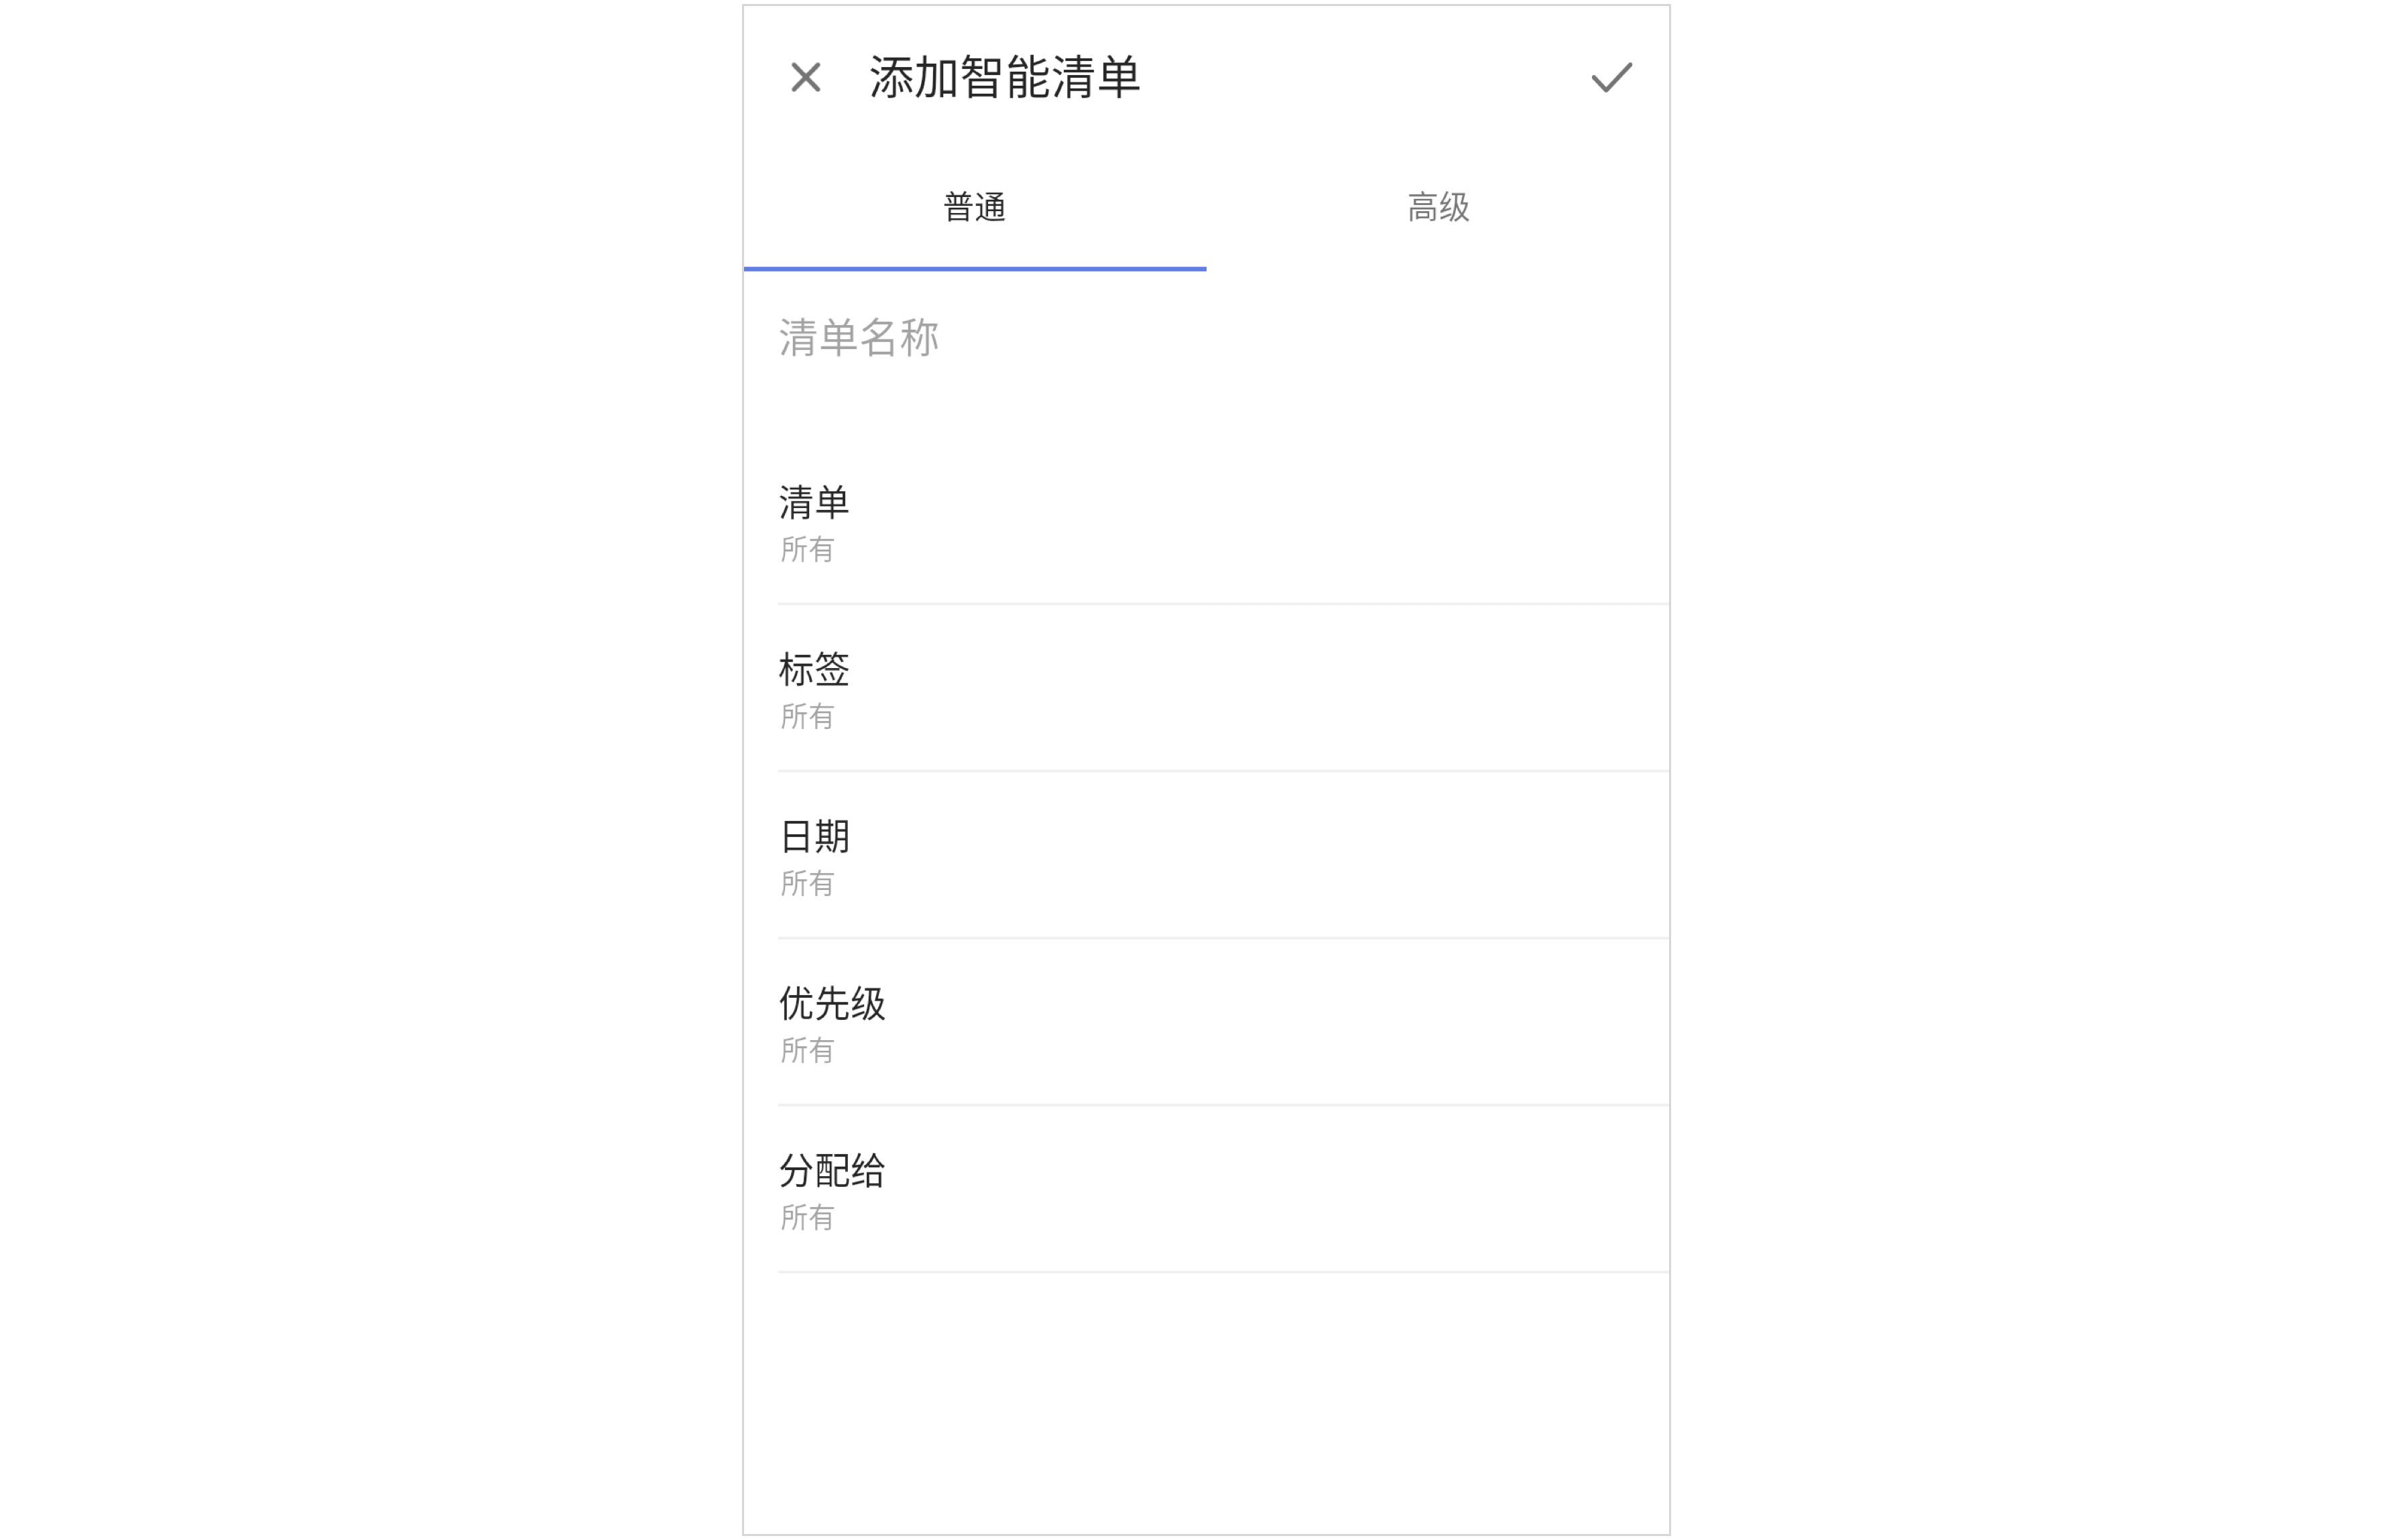 添加智能清单
普通 高级
清单名称
清单
所有
标签
所有
日期
所有
优先级
所有
分配给
所有